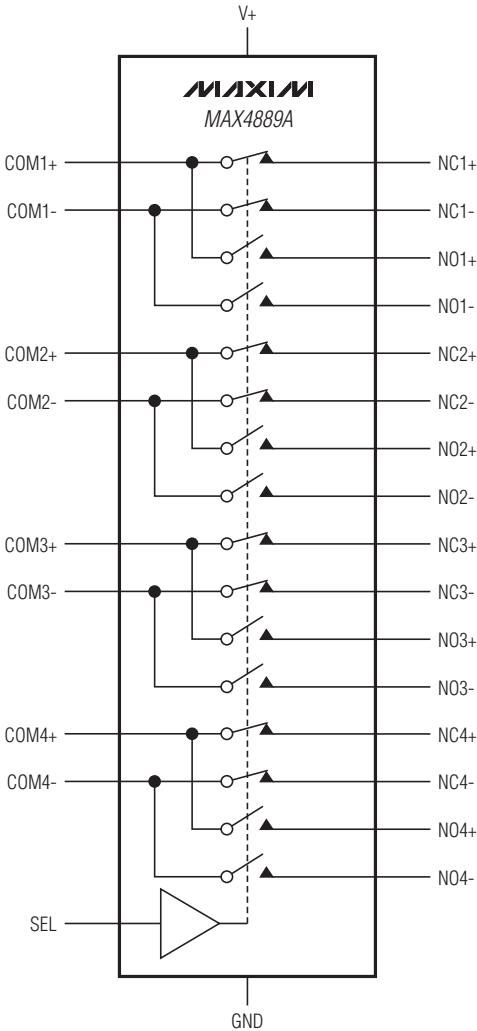 V+
MAXIM
MAX4889A
COM1+ NC1+
COM1- NC1-
NO1+
NO1-
COM2+ NC2+
COM2- NC2-
NO2+
NO2-
COM3+ NC3+
COM3- NC3-
NO3+
NO3-
COM4+ NC4+
COM4- NC4-
NO4+
NO4-
SEL
GND